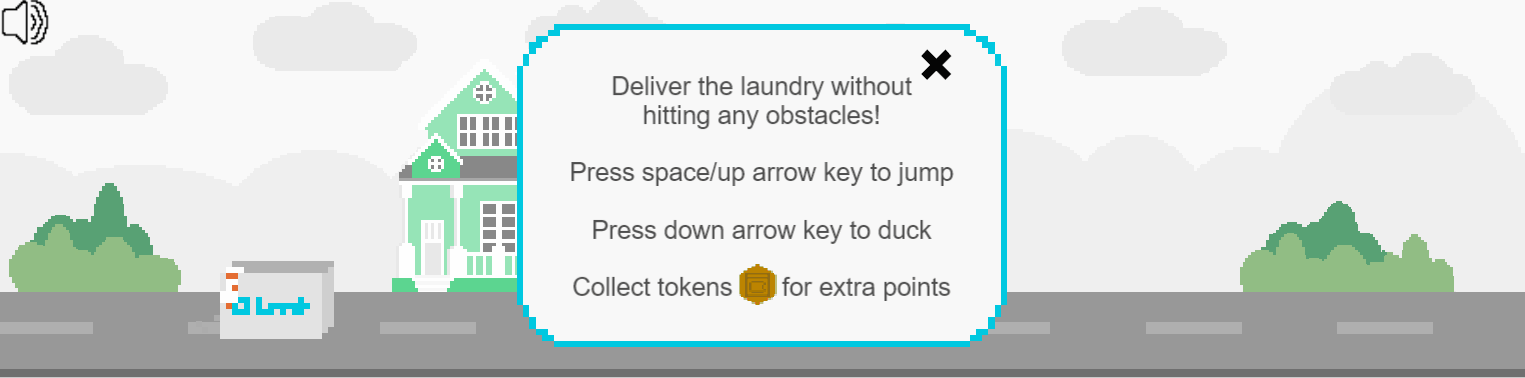 Deliver the laundry without
hitting any obstacles!
Press space/up arrow key to jump
Press down arrow key to duck
Collect tokens for extra points